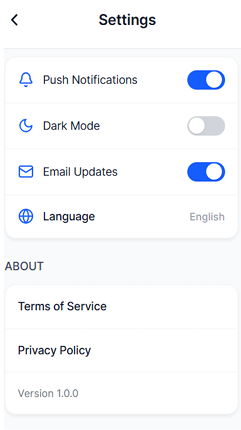 Settings
Push Notifications
Dark Mode
Email Updates
Language English
ABOUT
Terms of Service
Privacy Policy
Version 1.0.0